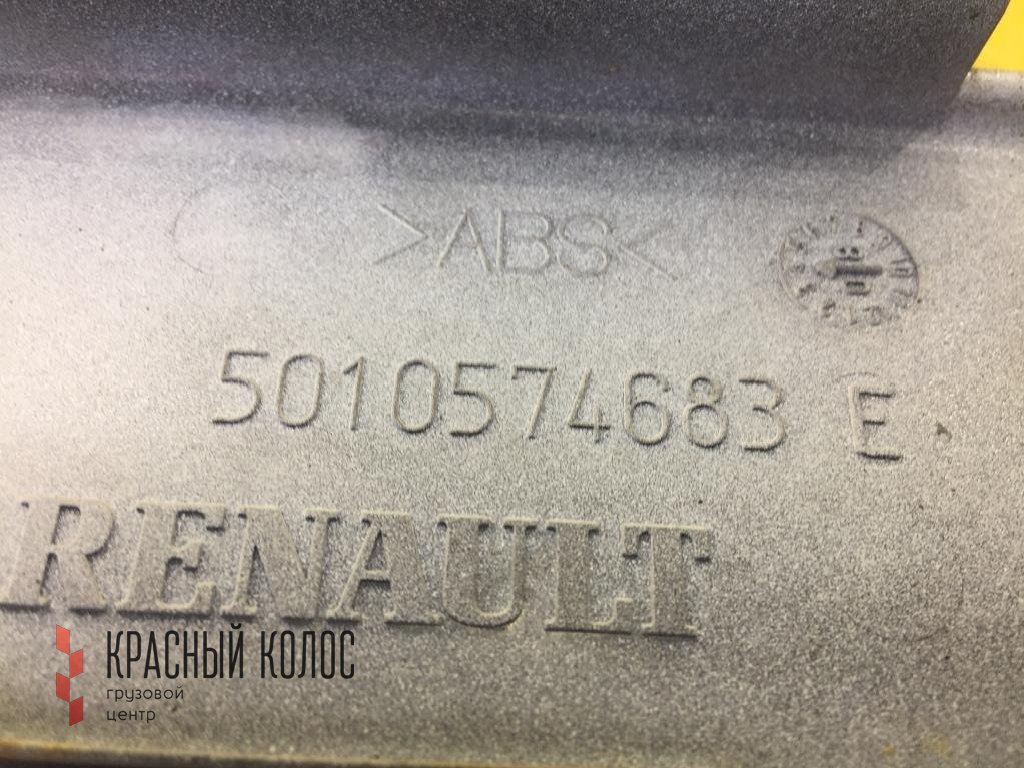 >ABS<
5010574683 E
RENAULT
КРАСНЫЙ КОЛОС
грузовой
центр